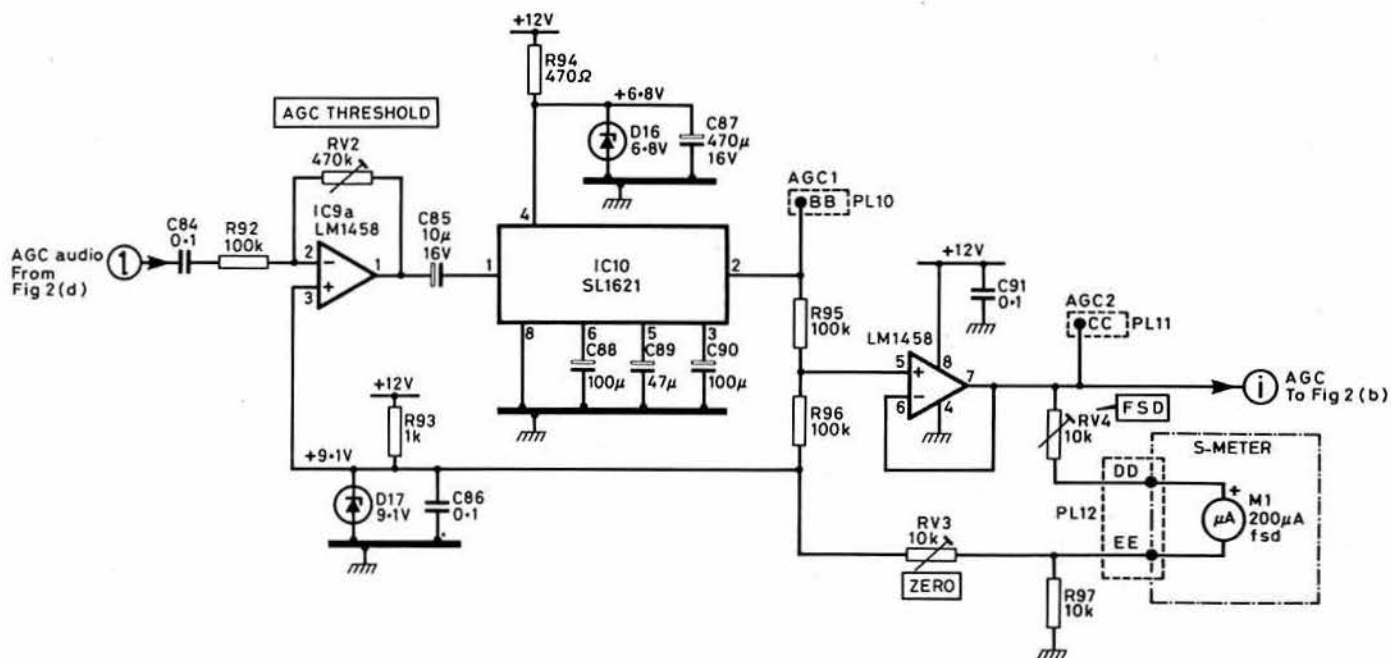 +12V
R94
470Ω
AGC THRESHOLD
RV2
470k
+6·8V
D16
6·8V
C87
470μ
16V
IC9a
LM1458
C84
0·1
R92
100k
C85
10μ
16V
4
AGC1
BB
PL10
AGC audio
From
Fig 2(d)
1
2
−
+
3
1
1
IC10
SL1621
2
+12V
C91
0·1
AGC2
CC
PL11
8
6
5
3
C88
100μ
C89
47μ
C90
100μ
R95
100k
LM1458
5
+
8
7
−
6
4
i
AGC
To Fig 2(b)
+12V
R93
1k
R96
100k
RV4
10k
FSD
S-METER
+9·1V
D17
9·1V
C86
0·1
DD
PL12
EE
+
μA
M1
200μA
fsd
RV3
10k
ZERO
R97
10k